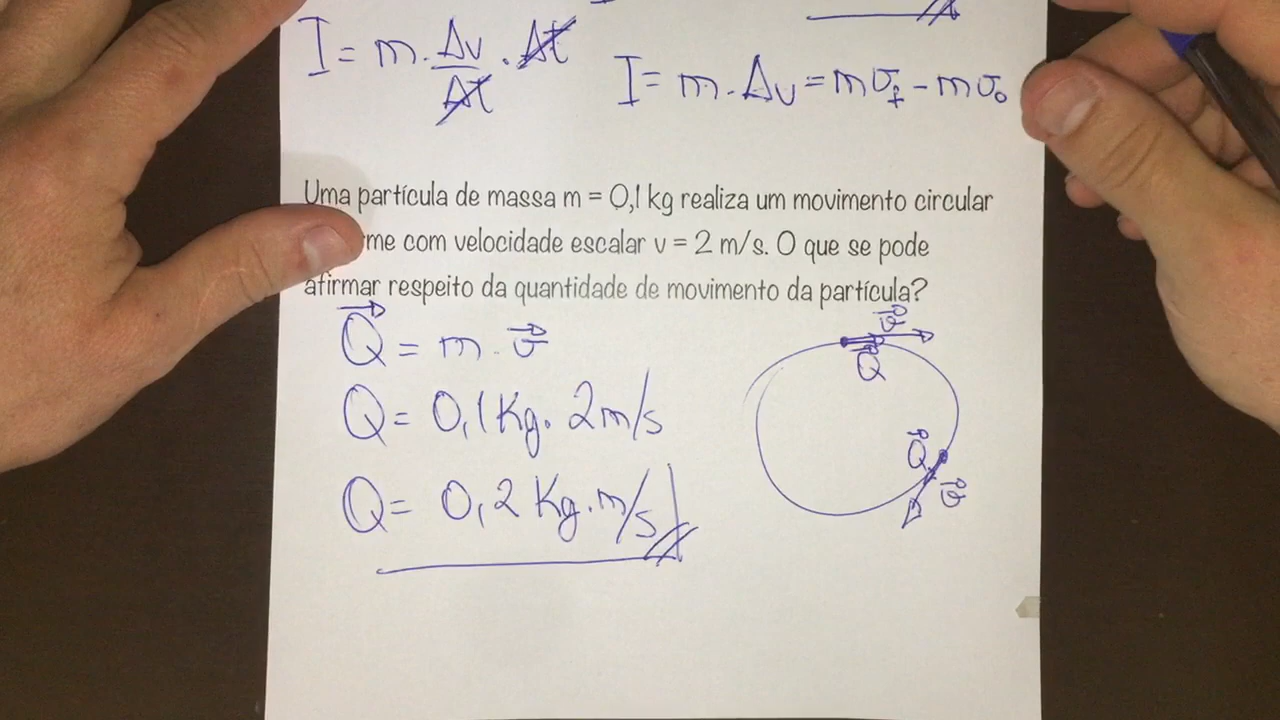 I = m. Δv/Δt . Δt
I = m. Δv = mvf - mv₀
Uma partícula de massa m = 0,1 kg realiza um movimento circular
me com velocidade escalar v = 2 m/s. O que se pode
afirmar respeito da quantidade de movimento da partícula?
Q = m. v
Q = 0,1 Kg. 2m/s
Q = 0,2 Kg.m/s
v
Q
Q
v